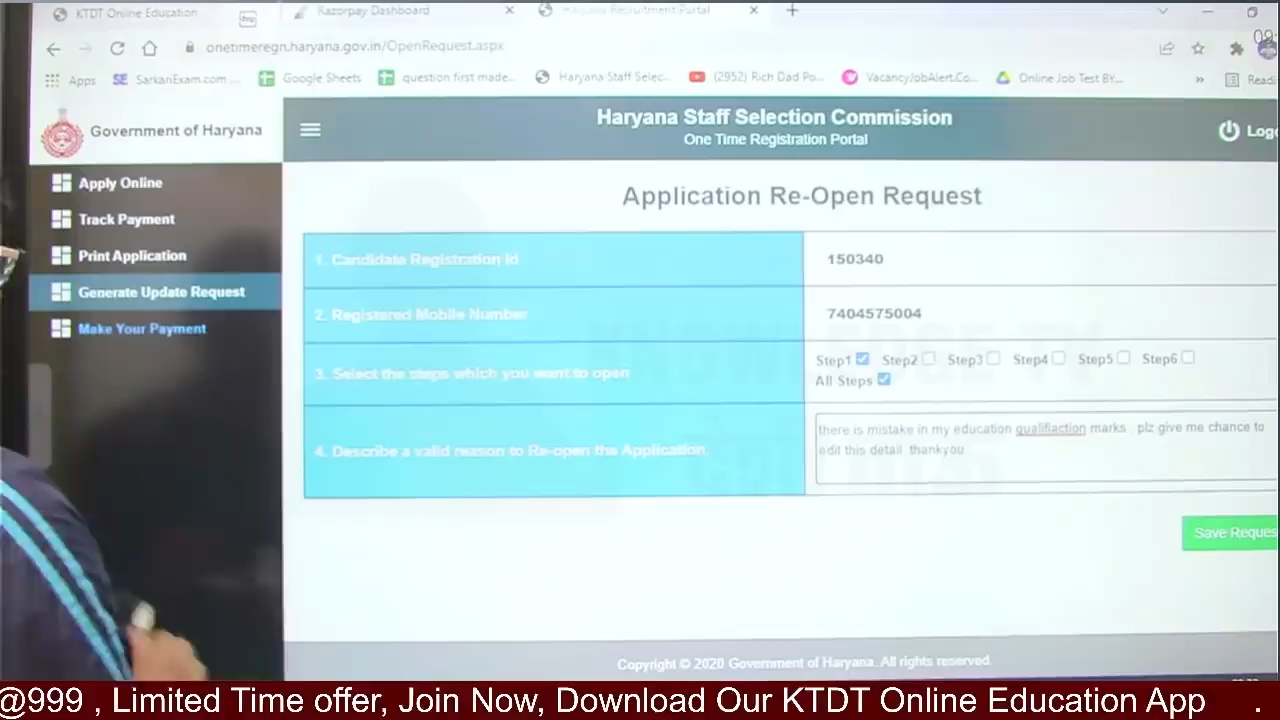 KTDT Online Education
Razorpay Dashboard
Haryana Recruitment Portal
onetimeregn.haryana.gov.in/OpenRequest.aspx
Apps
SarkariExam.com ...
Google Sheets
question first made...
Haryana Staff Selec...
(2952) Rich Dad Po...
VacancyJobAlert.Co...
Online Job Test BY...
»
Readi
Government of Haryana
Haryana Staff Selection Commission
One Time Registration Portal
Logo
Apply Online
Track Payment
Print Application
Generate Update Request
Make Your Payment
Application Re-Open Request
1. Candidate Registration Id
150340
2. Registered Mobile Number
7404575004
3. Select the steps which you want to open
Step1 Step2 Step3 Step4 Step5 Step6
All Steps
4. Describe a valid reason to Re-open the Application.
there is mistake in my education qualifiaction marks . plz give me chance to
edit this detail thankyou
Save Reques
Copyright © 2020 Government of Haryana. All rights reserved.
@999 , Limited Time offer, Join Now, Download Our KTDT Online Education App .